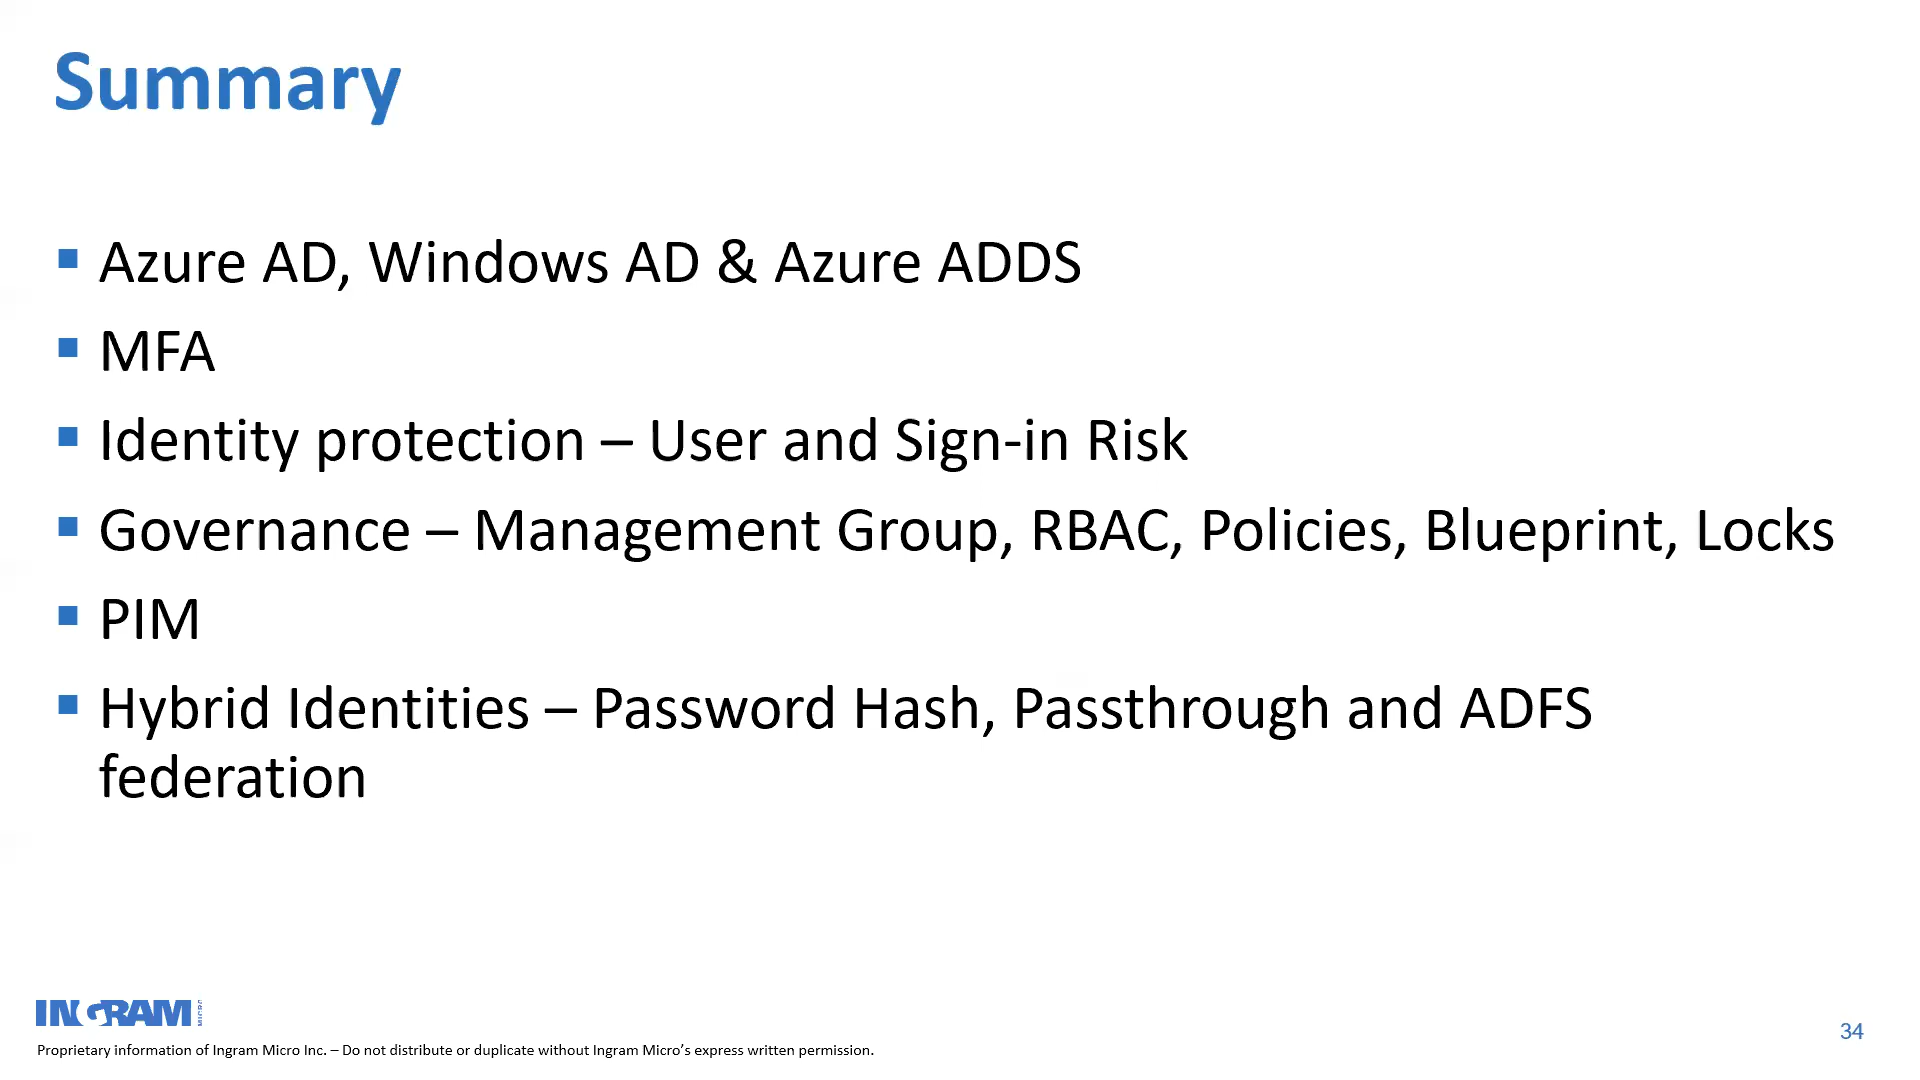 Summary
Azure AD, Windows AD & Azure ADDS
MFA
Identity protection – User and Sign-in Risk
Governance – Management Group, RBAC, Policies, Blueprint, Locks
PIM
Hybrid Identities – Password Hash, Passthrough and ADFS
federation
INGRAM MICRO
Proprietary information of Ingram Micro Inc. – Do not distribute or duplicate without Ingram Micro’s express written permission.
34